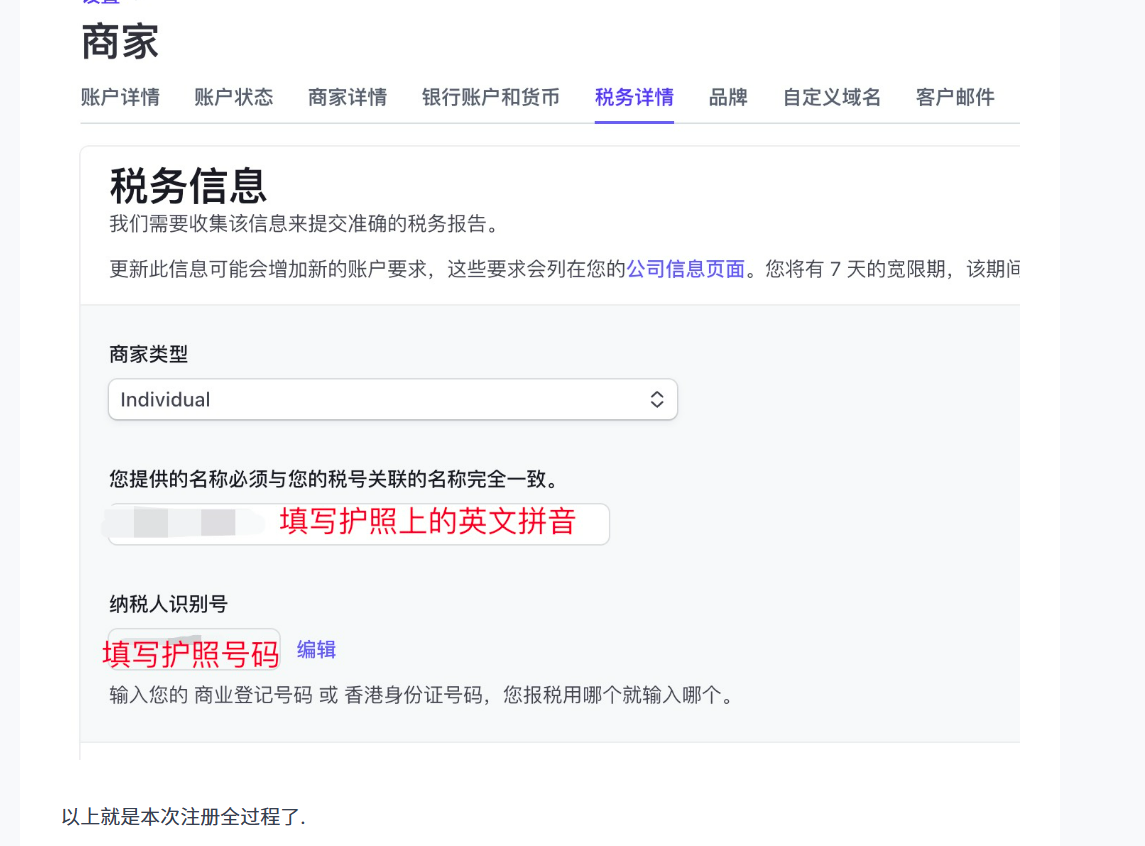 商家
账户详情 账户状态 商家详情 银行账户和货币 税务详情 品牌 自定义域名 客户邮件
税务信息
我们需要收集该信息来提交准确的税务报告。
更新此信息可能会增加新的账户要求，这些要求会列在您的公司信息页面。您将有 7 天的宽限期，该期间
商家类型
Individual
您提供的名称必须与您的税号关联的名称完全一致。
填写护照上的英文拼音
纳税人识别号
填写护照号码 编辑
输入您的 商业登记号码 或 香港身份证号码，您报税用哪个就输入哪个。
以上就是本次注册全过程了.